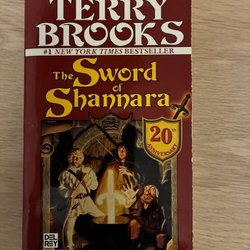 TERRY
BROOKS
#1 NEW YORK TIMES BESTSELLER
The Sword
of
Shannara
20TH
ANNIVERSARY
DEL
REY